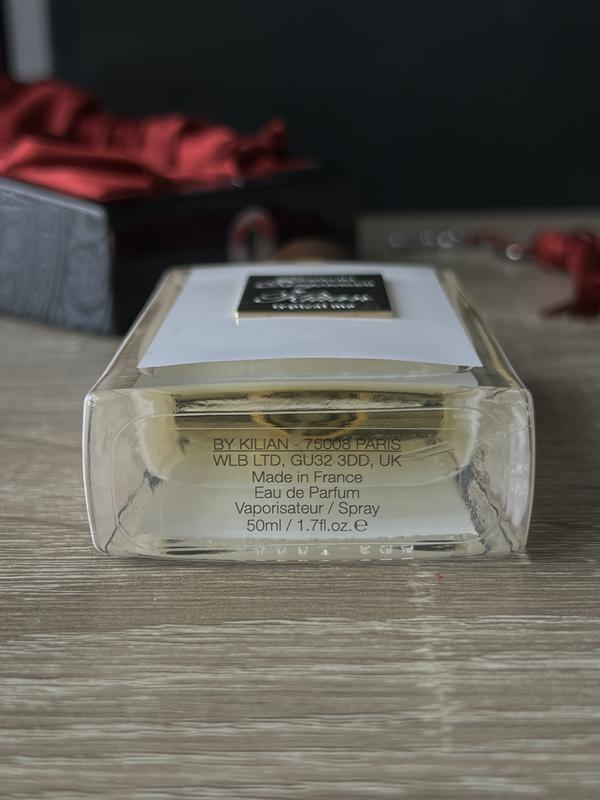 BY KILIAN - 75008 PARIS
WLB LTD, GU32 3DD, UK
Made in France
Eau de Parfum
Vaporisateur / Spray
50ml / 1.7fl.oz.℮